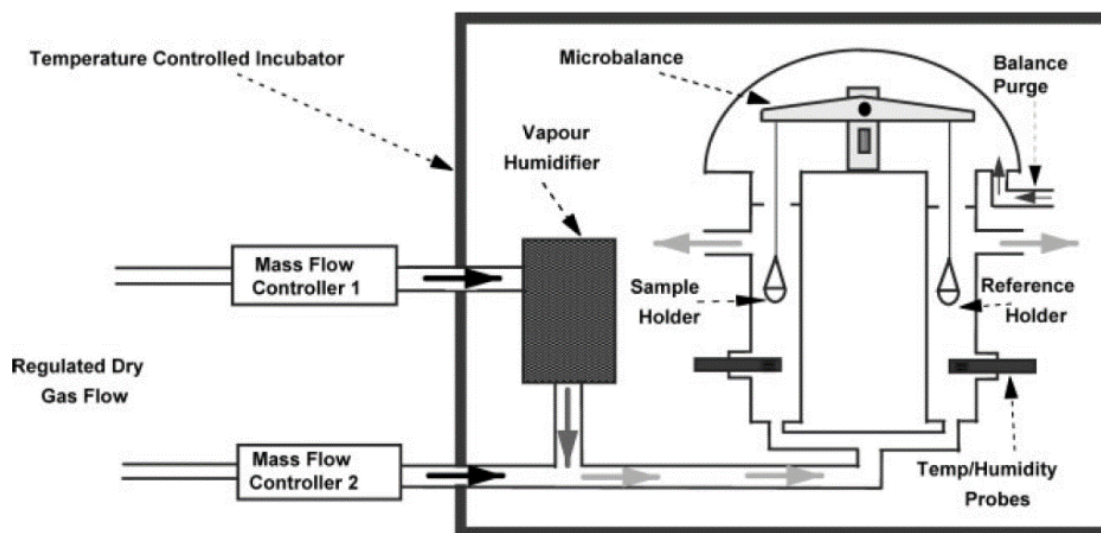 Temperature Controlled Incubator
Microbalance
Balance
Purge
Vapour
Humidifier
Mass Flow
Controller 1
Sample
Holder
Reference
Holder
Regulated Dry
Gas Flow
Mass Flow
Controller 2
Temp/Humidity
Probes